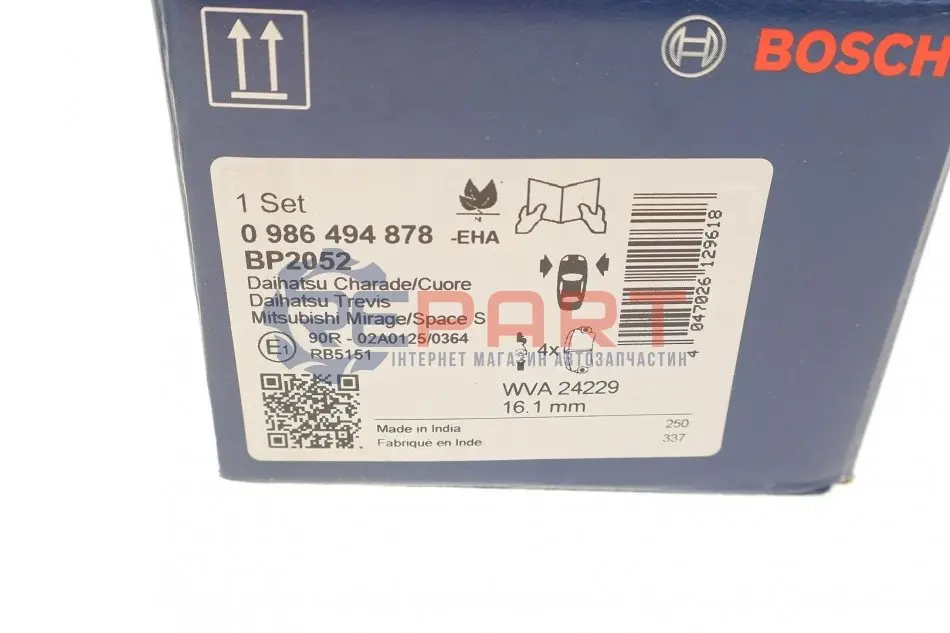 BOSCH
1 Set
0 986 494 878 -EHA
BP2052
Daihatsu Charade/Cuore
Daihatsu Trevis
Mitsubishi Mirage/Space S
E1 90R - 02A0125/0364
RB5151
4x
WVA 24229
16.1 mm
Made in India
Fabriqué en Inde
250
337
4 047026 129618
EPART
ІНТЕРНЕТ МАГАЗИН АВТОЗАПЧАСТИН